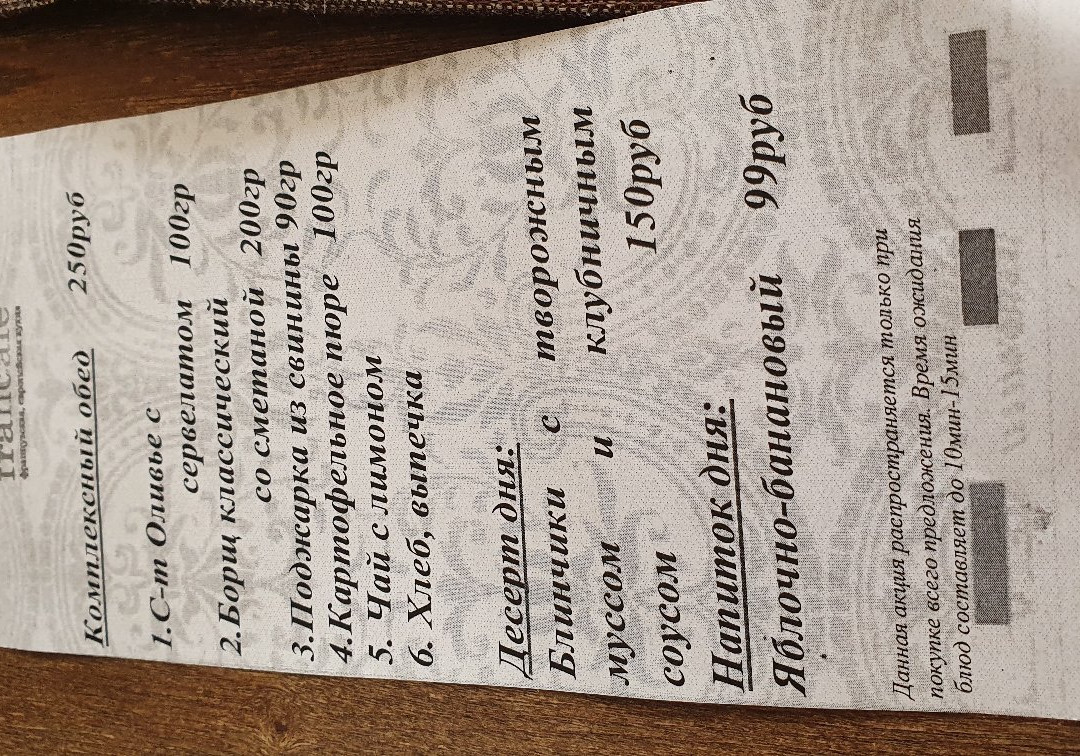 Комплексный обед 250руб
1.С-т Оливье с
сервелатом 100гр
2.Борщ классический
со сметаной 200гр
3.Поджарка из свинины 90гр
4.Картофельное пюре 100гр
5. Чай с лимоном
6. Хлеб, выпечка
Десерт дня:
Блинчики с творожным
муссом и клубничным
соусом 150руб
Напиток дня:
Яблочно-банановый 99руб
Данная акция распространяется только при
покупке всего предложения. Время ожидания
блюд составляет до 10мин-15мин